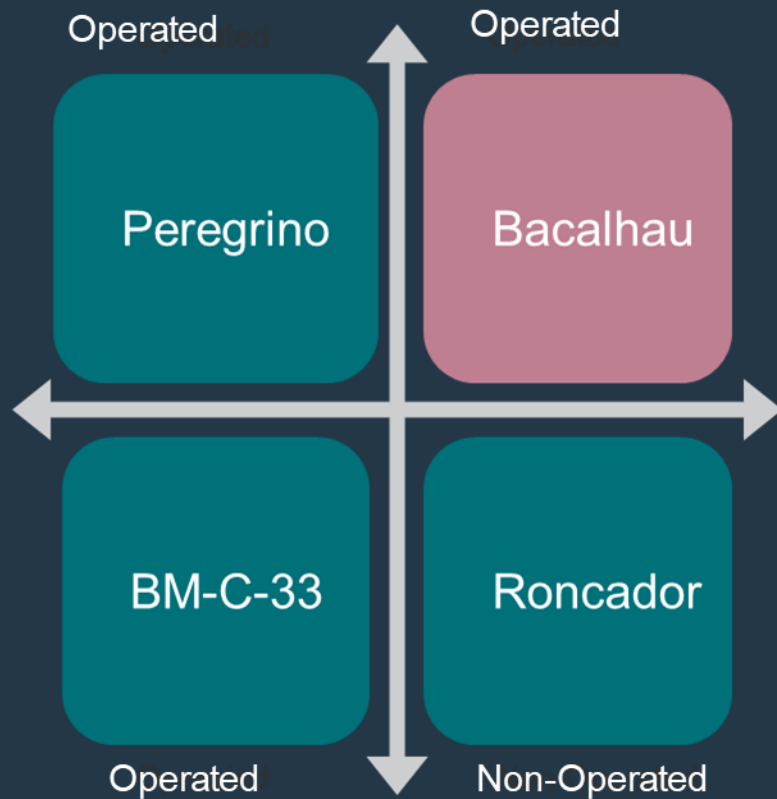 Operated
Operated
Peregrino
Bacalhau
BM-C-33
Roncador
Operated
Non-Operated